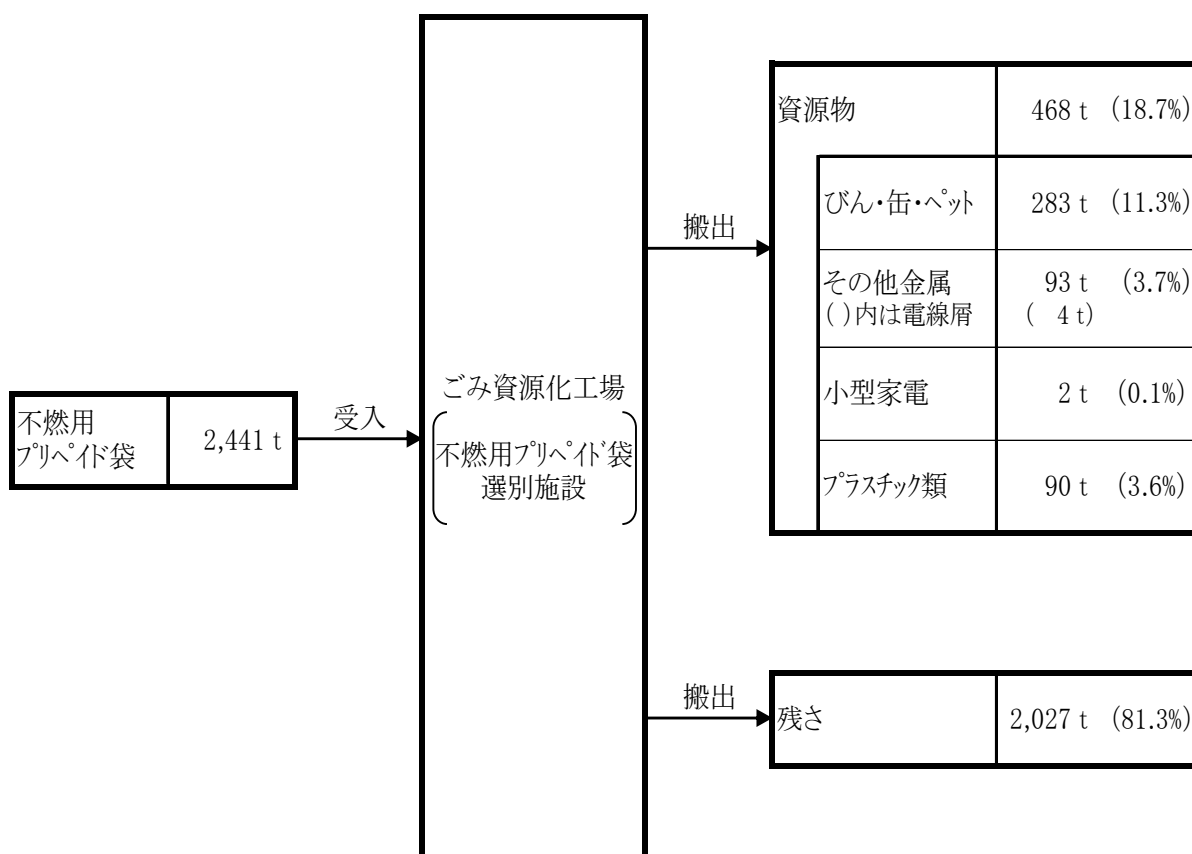 資源物 468 t (18.7%)
びん・缶・ﾍﾟｯﾄ 283 t (11.3%)
搬出
その他金属 93 t (3.7%)
( )内は電線屑 ( 4 t)
小型家電 2 t (0.1%)
プラスチック類 90 t (3.6%)
不燃用
プリペイド袋
2,441 t
受入
ごみ資源化工場
不燃用プリペイド袋
選別施設
搬出
残さ 2,027 t (81.3%)